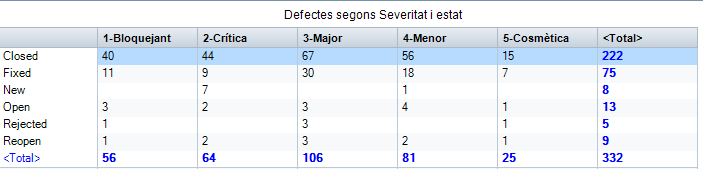 Defectes segons Severitat i estat
1-Bloquejant 2-Crítica 3-Major 4-Menor 5-Cosmètica <Total>
Closed 40 44 67 56 15 222
Fixed 11 9 30 18 7 75
New 7 1 8
Open 3 2 3 4 1 13
Rejected 1 3 1 5
Reopen 1 2 3 2 1 9
<Total> 56 64 106 81 25 332